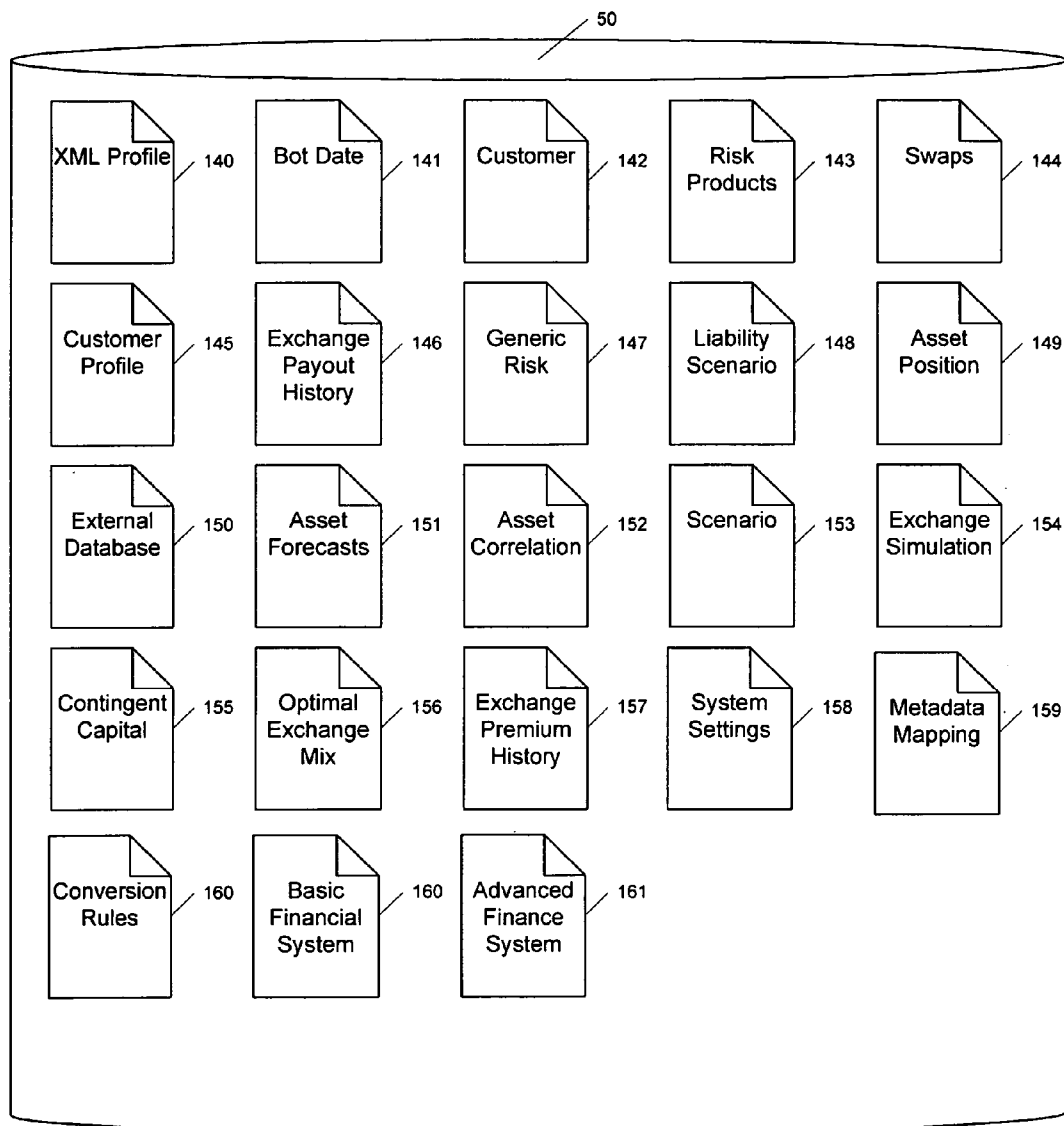 50
XML Profile
140
Bot Date
141
Customer
142
Risk
Products
143
Swaps
144
Customer
Profile
145
Exchange
Payout
History
146
Generic
Risk
147
Liability
Scenario
148
Asset
Position
149
External
Database
150
Asset
Forecasts
151
Asset
Correlation
152
Scenario
153
Exchange
Simulation
154
Contingent
Capital
155
Optimal
Exchange
Mix
156
Exchange
Premium
History
157
System
Settings
158
Metadata
Mapping
159
Conversion
Rules
160
Basic
Financial
System
160
Advanced
Finance
System
161